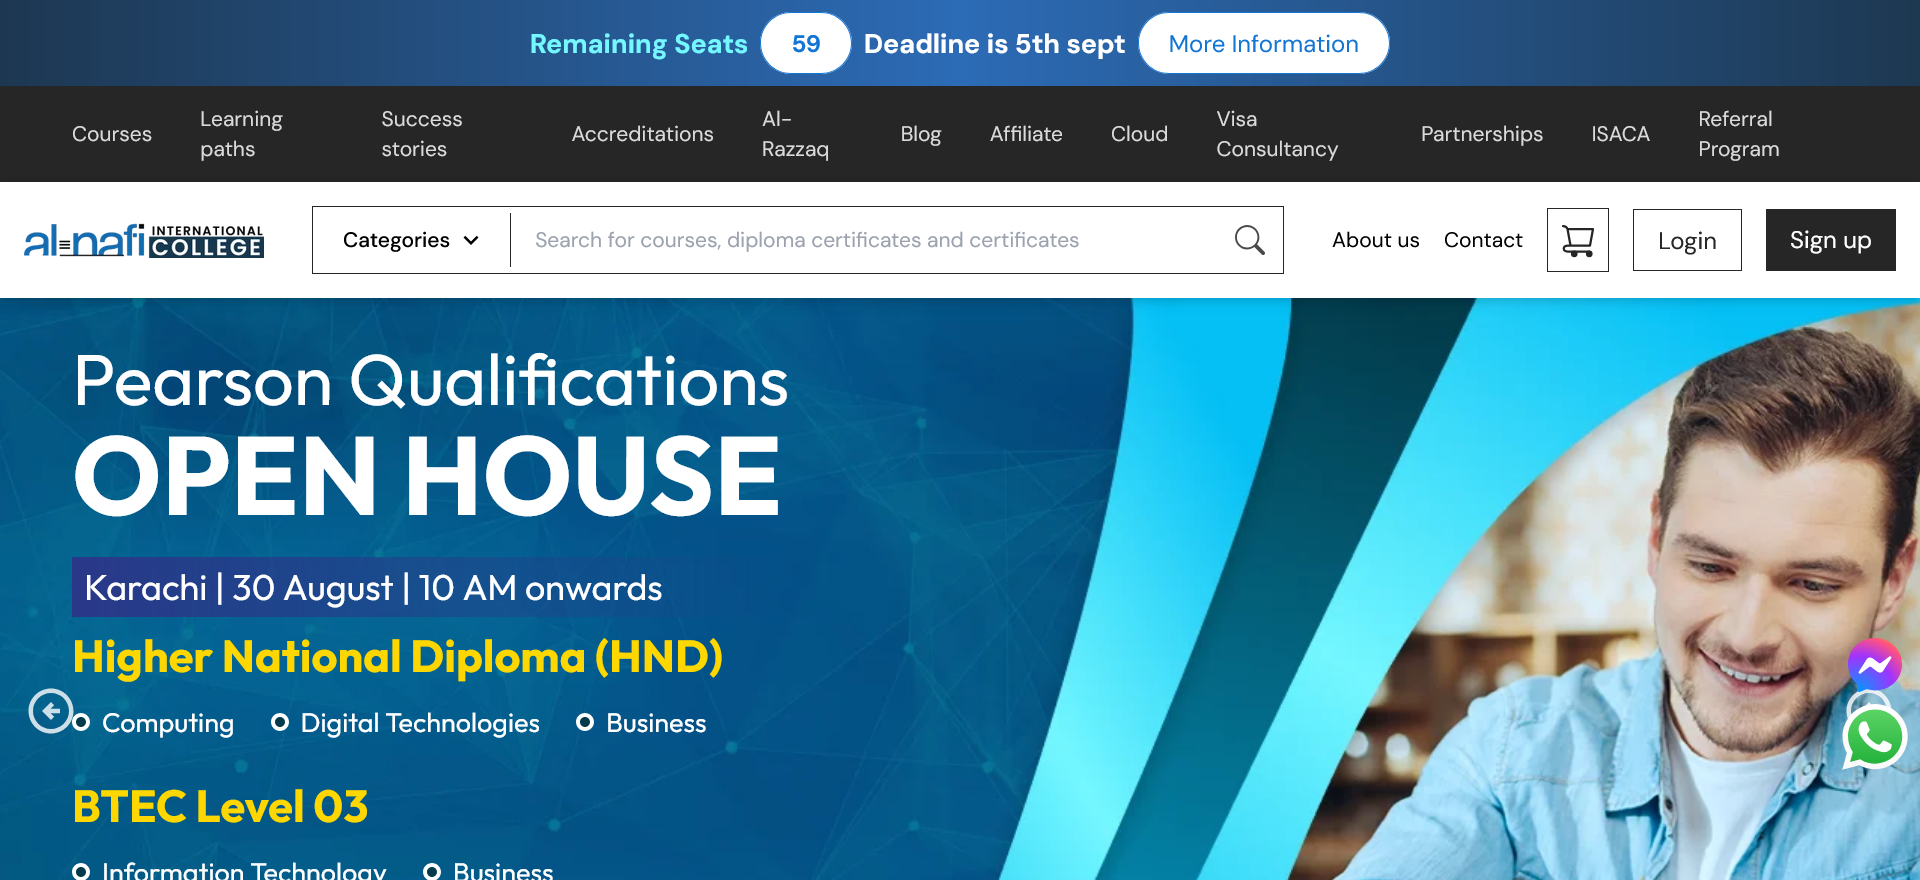 Remaining Seats 59 Deadline is 5th sept More Information
Courses Learning paths Success stories Accreditations Al-Razzaq Blog Affiliate Cloud Visa Consultancy Partnerships ISACA Referral Program
al-nafi INTERNATIONAL COLLEGE Categories Search for courses, diploma certificates and certificates About us Contact Login Sign up
Pearson Qualifications
OPEN HOUSE
Karachi | 30 August | 10 AM onwards
Higher National Diploma (HND)
Computing Digital Technologies Business
BTEC Level 03
Information Technology Business